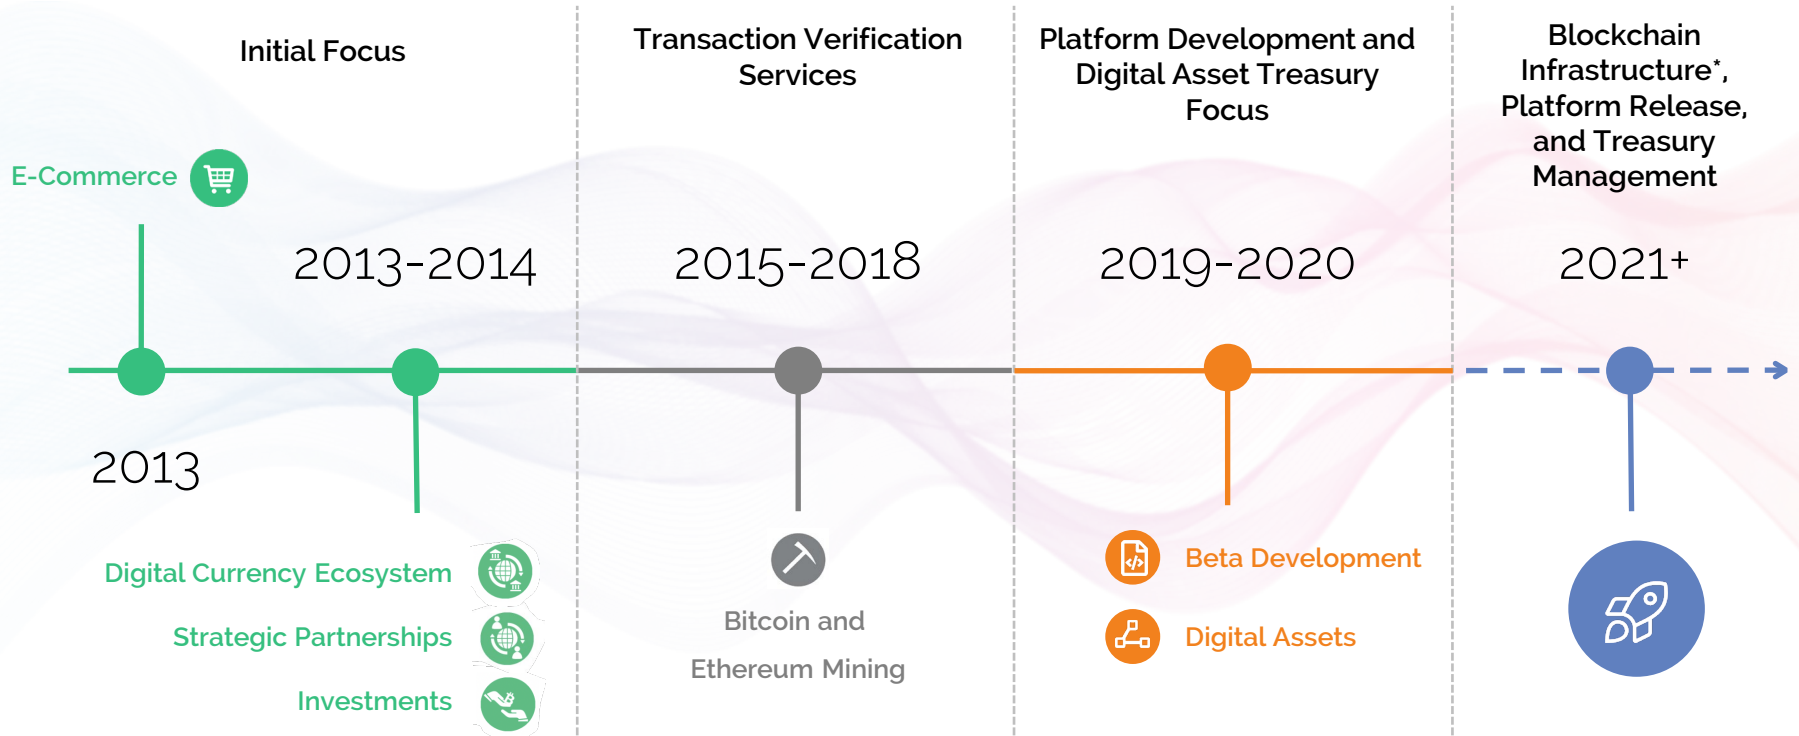 Initial Focus
E-Commerce
2013
2013-2014
Digital Currency Ecosystem
Strategic Partnerships
Investments
Transaction Verification
Services
2015-2018
Bitcoin and
Ethereum Mining
Platform Development and
Digital Asset Treasury
Focus
2019-2020
Beta Development
Digital Assets
Blockchain
Infrastructure*,
Platform Release,
and Treasury
Management
2021+